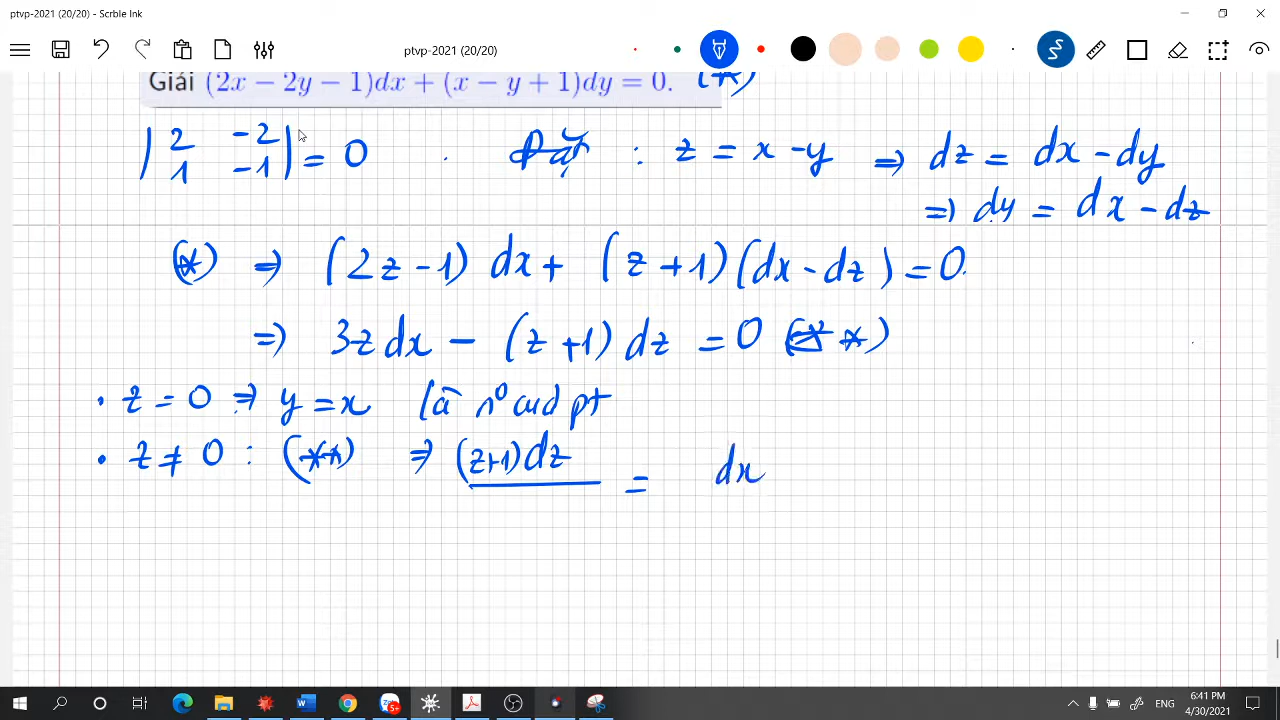 ptvp-2021 (20/20) - Scrble Ink
ptvp-2021 (20/20)
Giải (2x − 2y − 1)dx + (x − y + 1)dy = 0. (*)
| 2 -2 | = 0 . Đặt : z = x - y ⇒ dz = dx - dy
| 1 -1 |
⇒ dy = dx - dz
(*) ⇒ (2z - 1) dx + (z + 1)(dx - dz) = 0.
⇒ 3z dx - (z + 1) dz = 0 (**)
• z = 0 ⇒ y = x là n⁰ của pt
• z ≠ 0 : (**) ⇒ (z+1)dz = dx
ENG
6:41 PM
4/30/2021